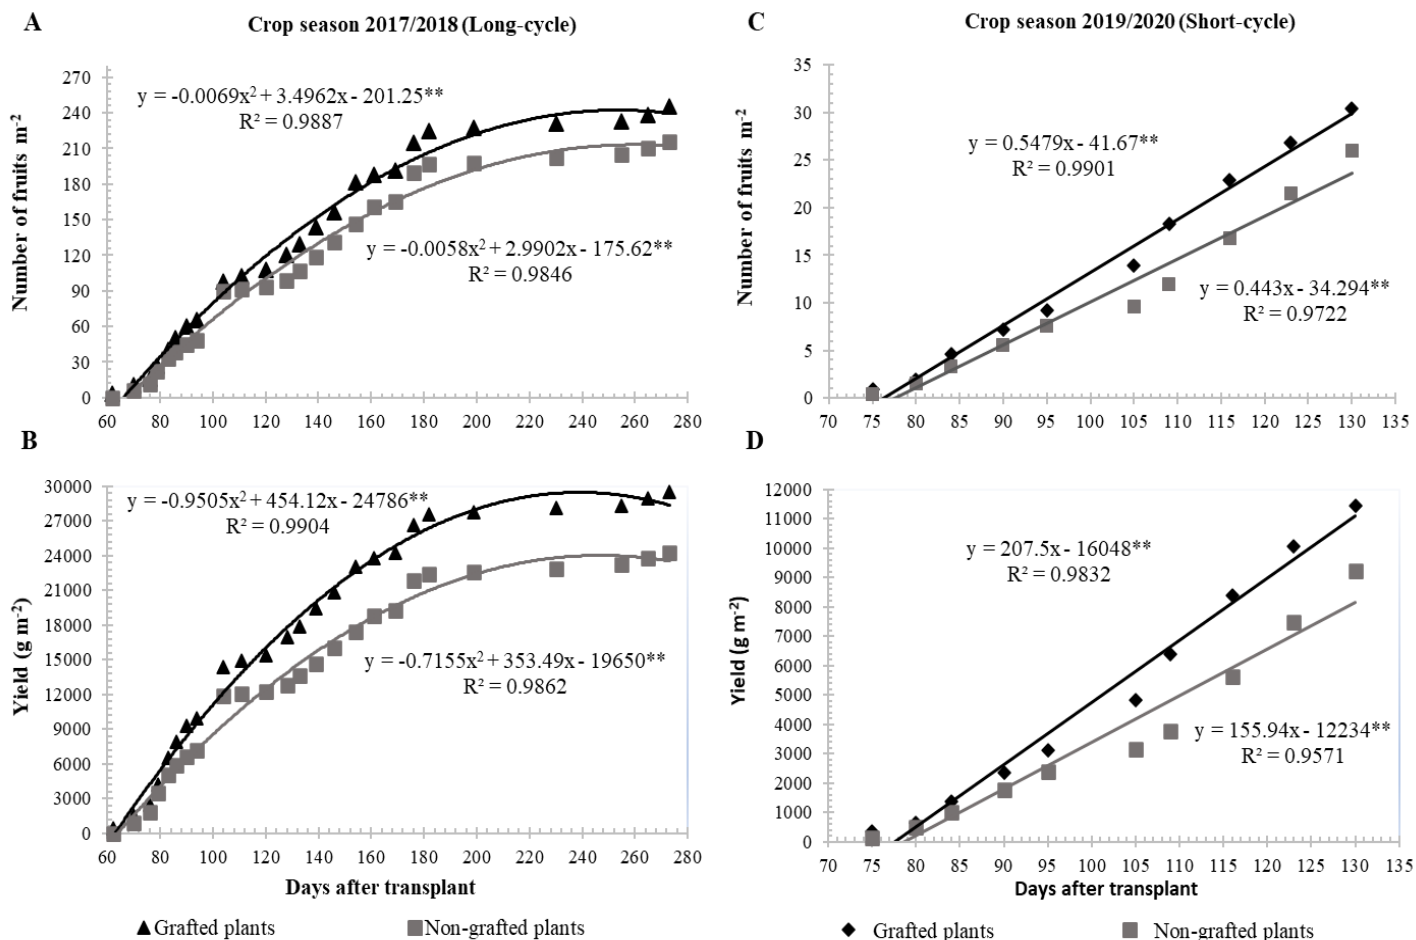 A
Crop season 2017/2018 (Long-cycle)
Number of fruits m⁻²
270
240
210
180
150
120
90
60
30
0
y = -0.0069x² + 3.4962x - 201.25**
R² = 0.9887
y = -0.0058x² + 2.9902x - 175.62**
R² = 0.9846
60 80 100 120 140 160 180 200 220 240 260 280
C
Crop season 2019/2020 (Short-cycle)
Number of fruits m⁻²
35
30
25
20
15
10
5
0
y = 0.5479x - 41.67**
R² = 0.9901
y = 0.443x - 34.294**
R² = 0.9722
70 75 80 85 90 95 100 105 110 115 120 125 130 135
B
Yield (g m⁻²)
30000
27000
24000
21000
18000
15000
12000
9000
6000
3000
0
y = -0.9505x² + 454.12x - 24786**
R² = 0.9904
y = -0.7155x² + 353.49x - 19650**
R² = 0.9862
60 80 100 120 140 160 180 200 220 240 260 280
Days after transplant
Grafted plants Non-grafted plants
D
Yield (g m⁻²)
12000
11000
10000
9000
8000
7000
6000
5000
4000
3000
2000
1000
0
y = 207.5x - 16048**
R² = 0.9832
y = 155.94x - 12234**
R² = 0.9571
70 75 80 85 90 95 100 105 110 115 120 125 130 135
Days after transplant
Grafted plants Non-grafted plants